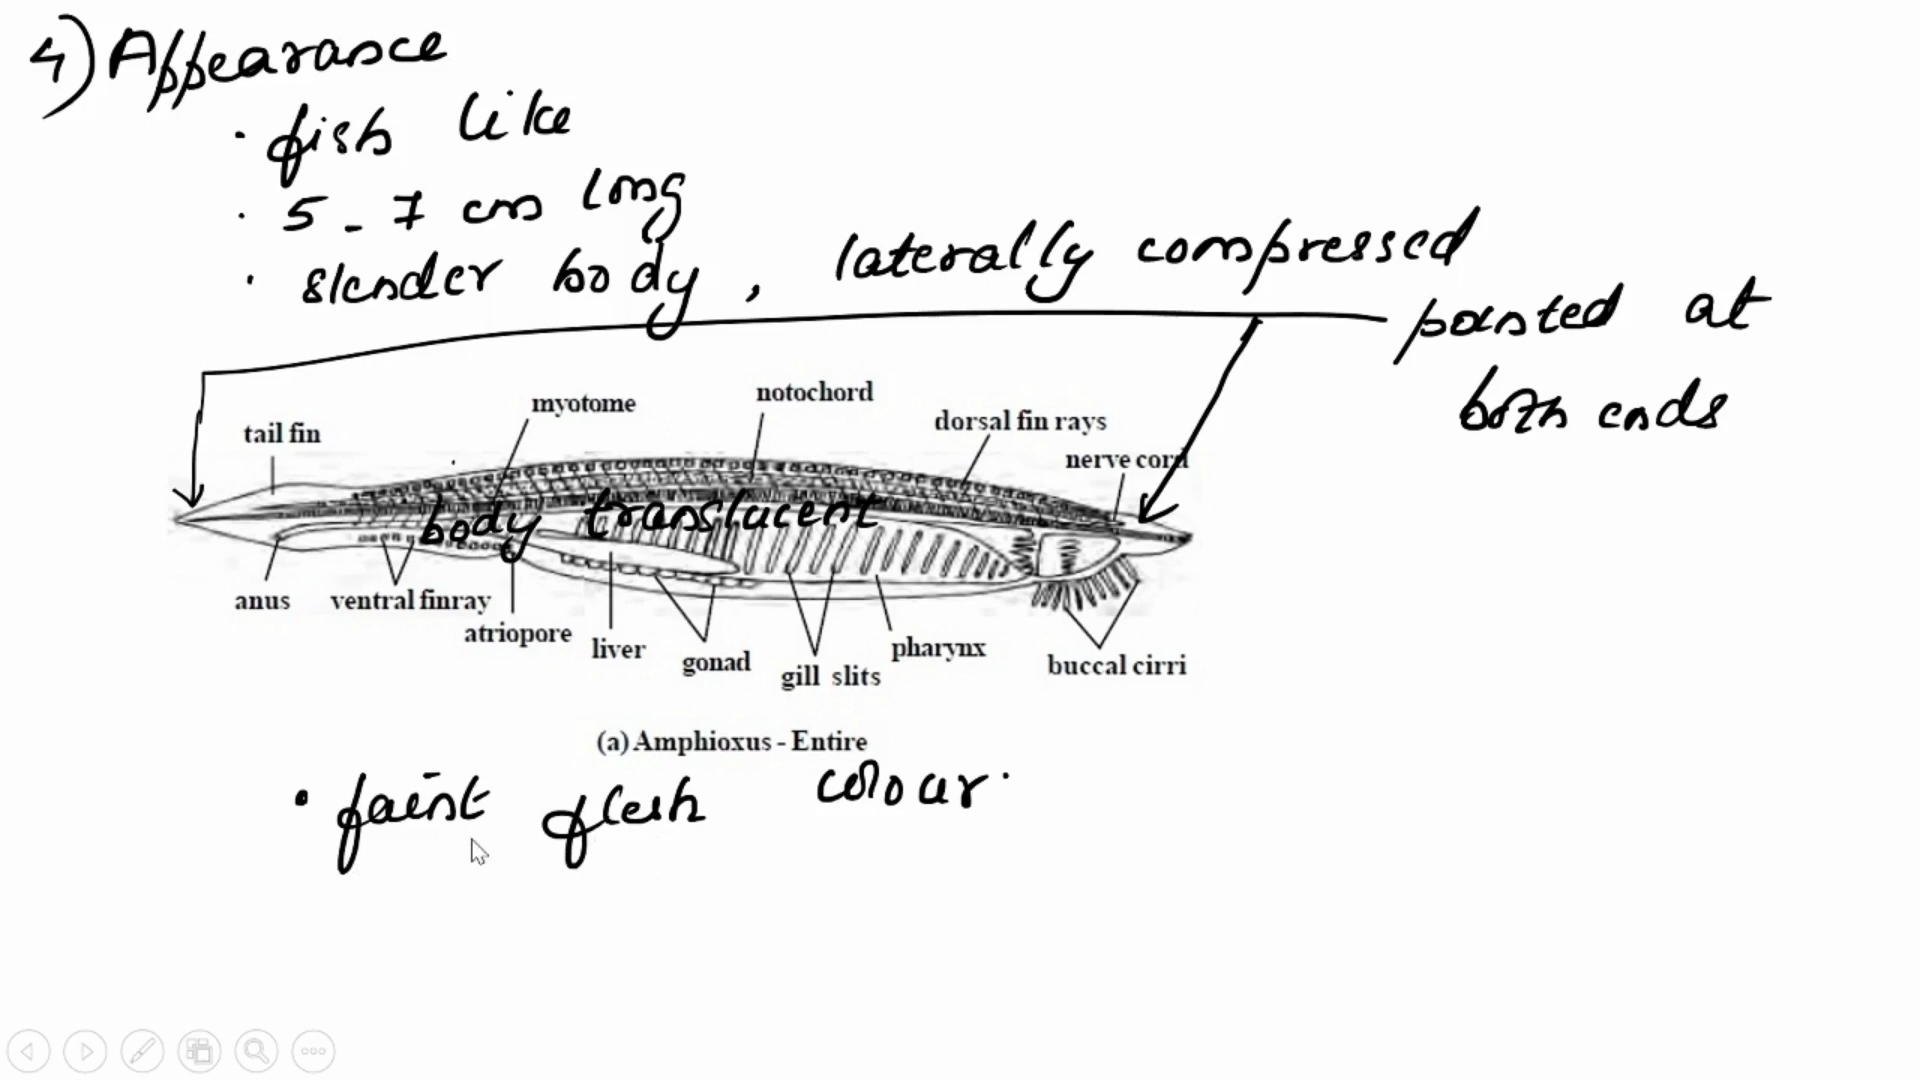 4) Appearance
• fish like
• 5 - 7 cms long
• slender body, laterally compressed
pointed at
both ends
notochord
myotome
dorsal fin rays
tail fin
nerve cord
body translucent
anus
ventral finray
atriopore
liver
gonad
gill slits
pharynx
buccal cirri
(a) Amphioxus - Entire
• faint flesh colour.